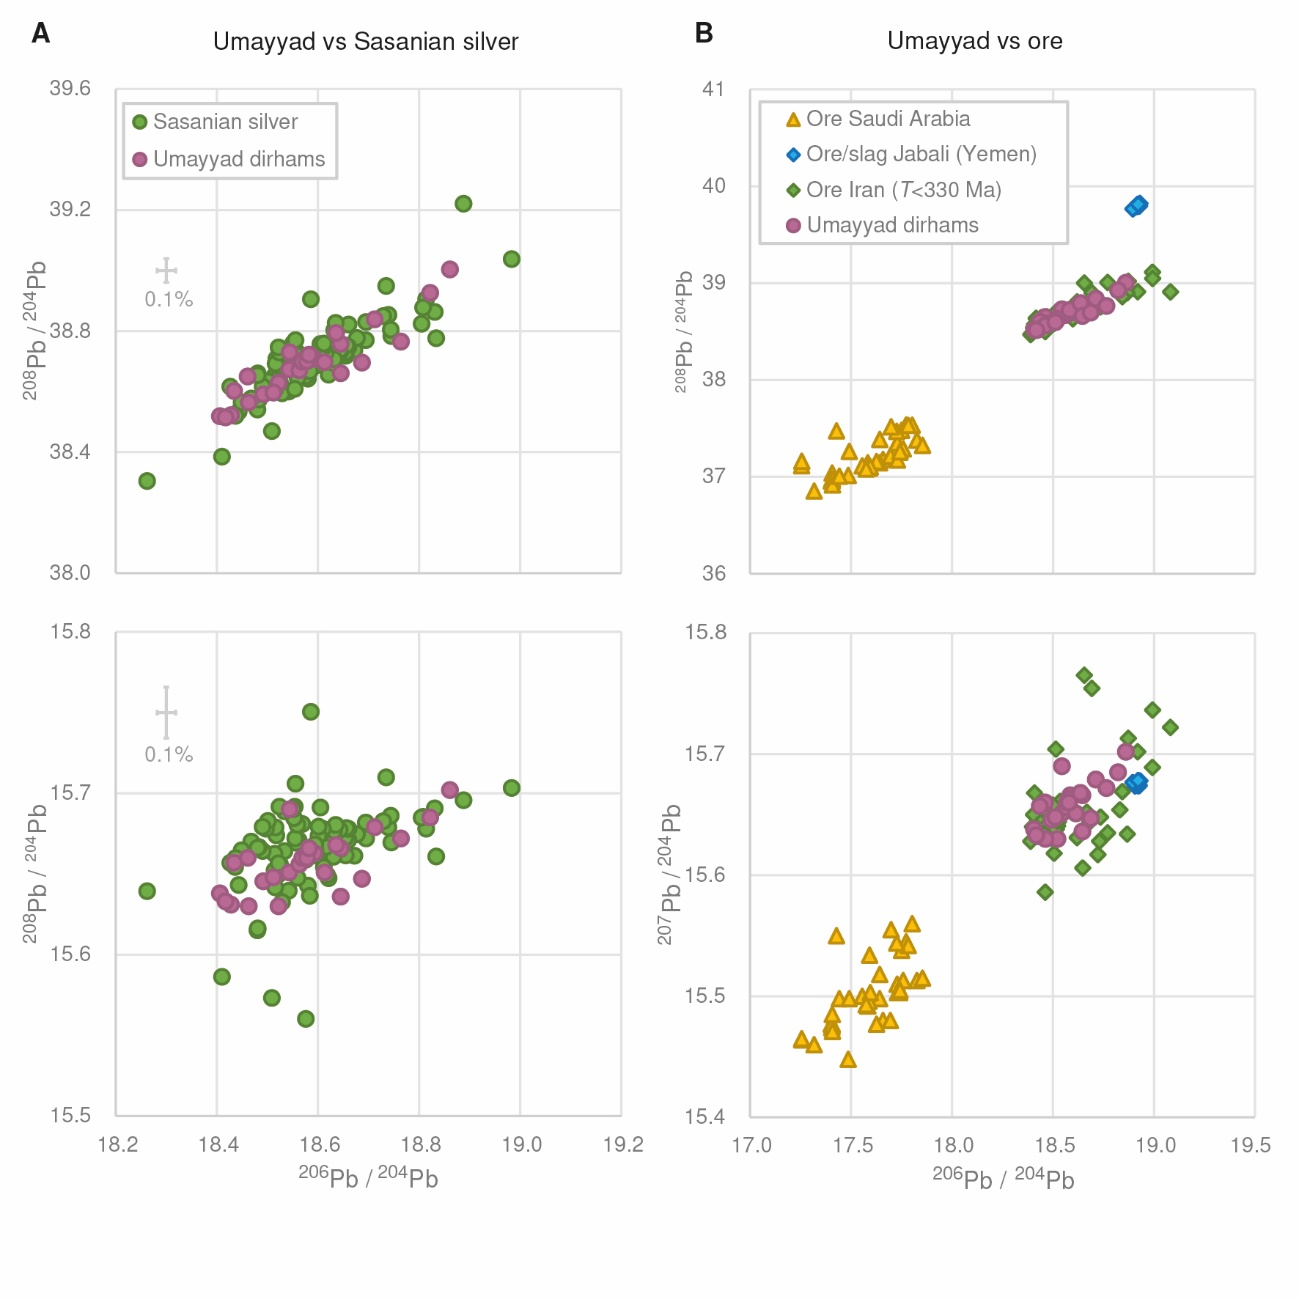 A
Umayyad vs Sasanian silver
39.6
39.2
38.8
38.4
38.0
208Pb / 204Pb
Sasanian silver
Umayyad dirhams
0.1%
15.8
15.7
15.6
15.5
208Pb / 204Pb
0.1%
18.2 18.4 18.6 18.8 19.0 19.2
206Pb / 204Pb
B
Umayyad vs ore
41
40
39
38
37
36
208Pb / 204Pb
Ore Saudi Arabia
Ore/slag Jabali (Yemen)
Ore Iran (T<330 Ma)
Umayyad dirhams
15.8
15.7
15.6
15.5
15.4
207Pb / 204Pb
17.0 17.5 18.0 18.5 19.0 19.5
206Pb / 204Pb